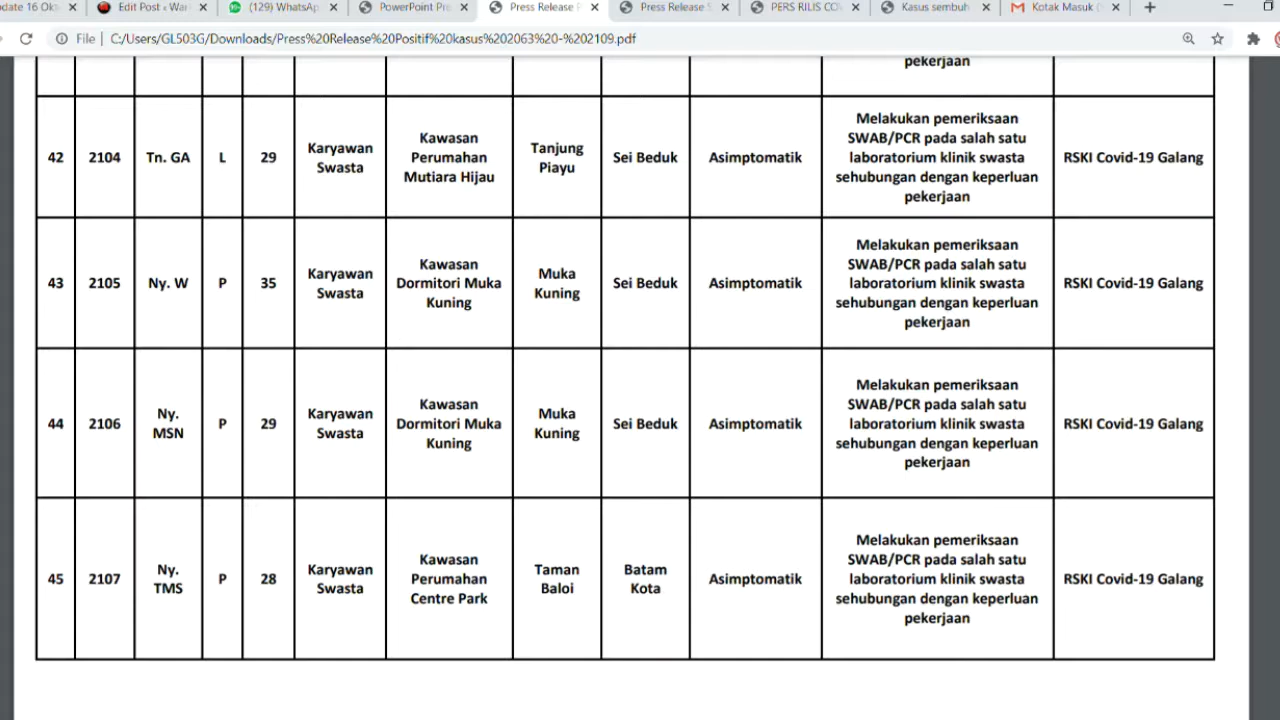 date 16 Ok
Edit Post ‹ War
(129) WhatsAp
PowerPoint Pre
Press Release P
Press Release S
PERS RILIS CO
Kasus sembuh
Kotak Masuk (
File | C:/Users/GL503G/Downloads/Press%20Release%20Positif%20kasus%202063%20-%202109.pdf
pekerjaan
42 2104 Tn. GA L 29 Karyawan Swasta Kawasan Perumahan Mutiara Hijau Tanjung Piayu Sei Beduk Asimptomatik Melakukan pemeriksaan SWAB/PCR pada salah satu laboratorium klinik swasta sehubungan dengan keperluan pekerjaan RSKI Covid-19 Galang
43 2105 Ny. W P 35 Karyawan Swasta Kawasan Dormitori Muka Kuning Muka Kuning Sei Beduk Asimptomatik Melakukan pemeriksaan SWAB/PCR pada salah satu laboratorium klinik swasta sehubungan dengan keperluan pekerjaan RSKI Covid-19 Galang
44 2106 Ny. MSN P 29 Karyawan Swasta Kawasan Dormitori Muka Kuning Muka Kuning Sei Beduk Asimptomatik Melakukan pemeriksaan SWAB/PCR pada salah satu laboratorium klinik swasta sehubungan dengan keperluan pekerjaan RSKI Covid-19 Galang
45 2107 Ny. TMS P 28 Karyawan Swasta Kawasan Perumahan Centre Park Taman Baloi Batam Kota Asimptomatik Melakukan pemeriksaan SWAB/PCR pada salah satu laboratorium klinik swasta sehubungan dengan keperluan pekerjaan RSKI Covid-19 Galang